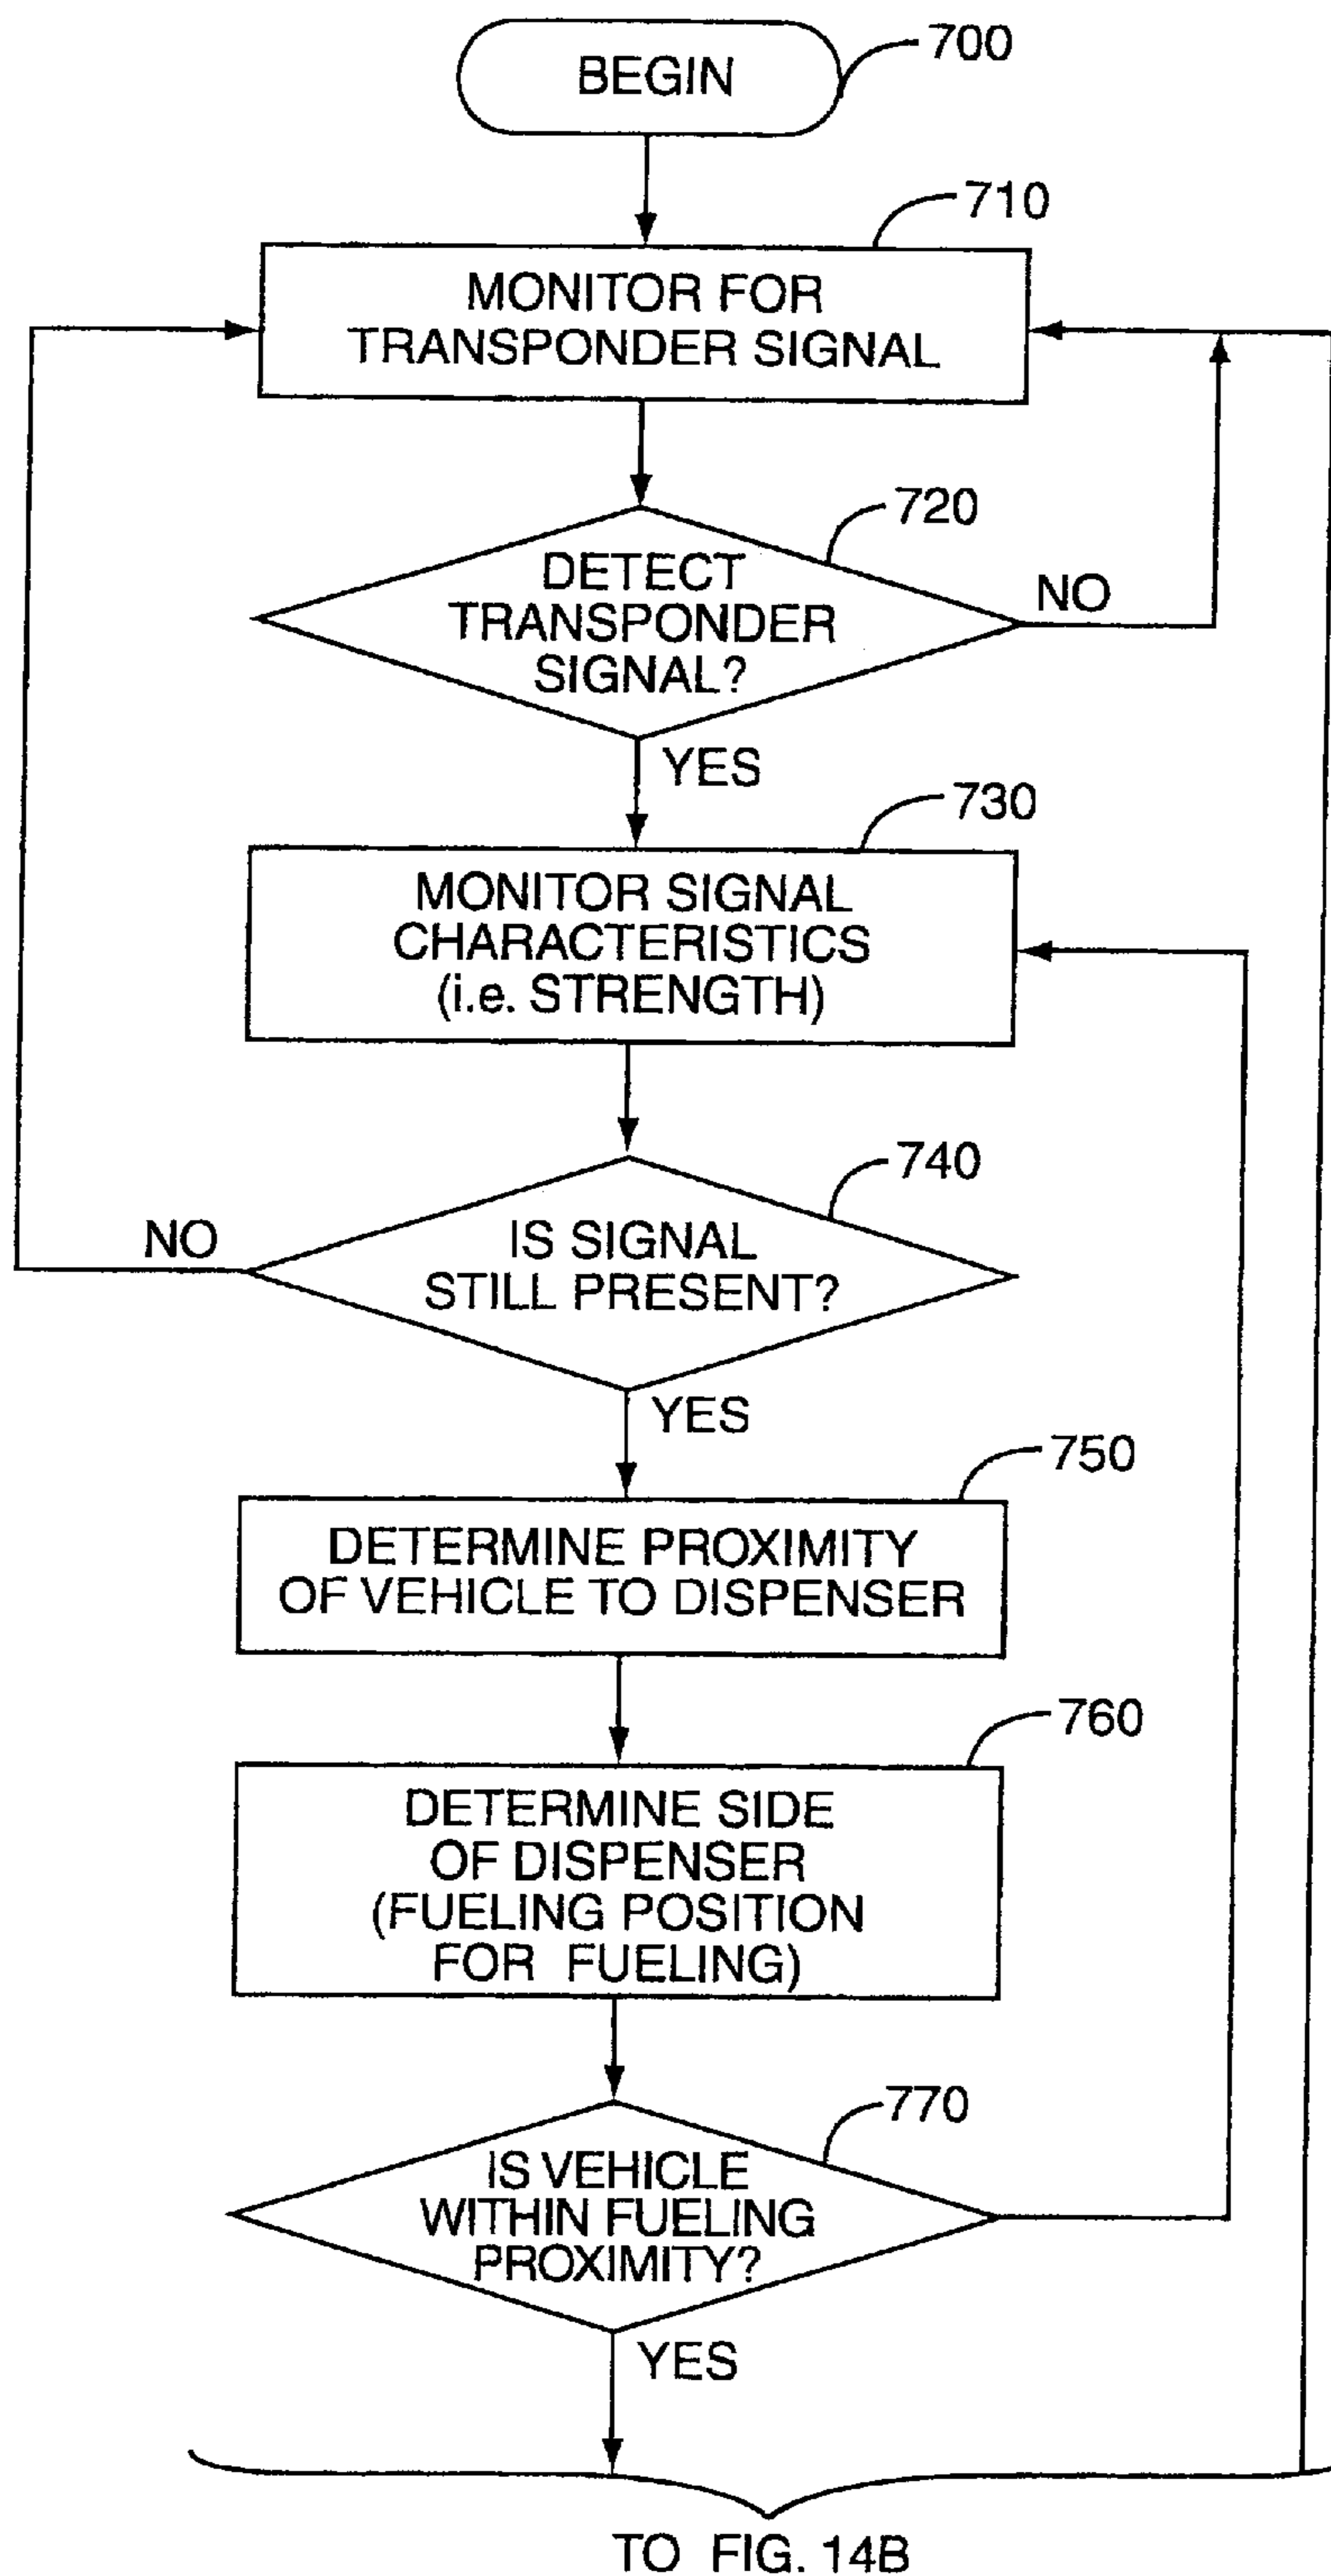 BEGIN
700
710
MONITOR FOR
TRANSPONDER SIGNAL
720
DETECT
TRANSPONDER
SIGNAL?
NO
YES
730
MONITOR SIGNAL
CHARACTERISTICS
(i.e. STRENGTH)
740
IS SIGNAL
STILL PRESENT?
NO
YES
750
DETERMINE PROXIMITY
OF VEHICLE TO DISPENSER
760
DETERMINE SIDE
OF DISPENSER
(FUELING POSITION
FOR FUELING)
770
IS VEHICLE
WITHIN FUELING
PROXIMITY?
YES
TO FIG. 14B